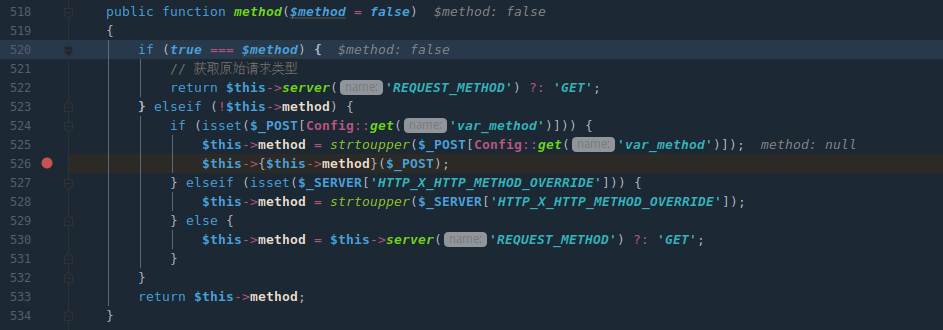 518 public function method($method = false) $method: false
519 {
520 if (true === $method) { $method: false
521 // 获取原始请求类型
522 return $this->server( name: 'REQUEST_METHOD') ?: 'GET';
523 } elseif (!$this->method) {
524 if (isset($_POST[Config::get( name: 'var_method')])) {
525 $this->method = strtoupper($_POST[Config::get( name: 'var_method')]); method: null
526 $this->{$this->method}($_POST);
527 } elseif (isset($_SERVER['HTTP_X_HTTP_METHOD_OVERRIDE'])) {
528 $this->method = strtoupper($_SERVER['HTTP_X_HTTP_METHOD_OVERRIDE']);
529 } else {
530 $this->method = $this->server( name: 'REQUEST_METHOD') ?: 'GET';
531 }
532 }
533 return $this->method;
534 }